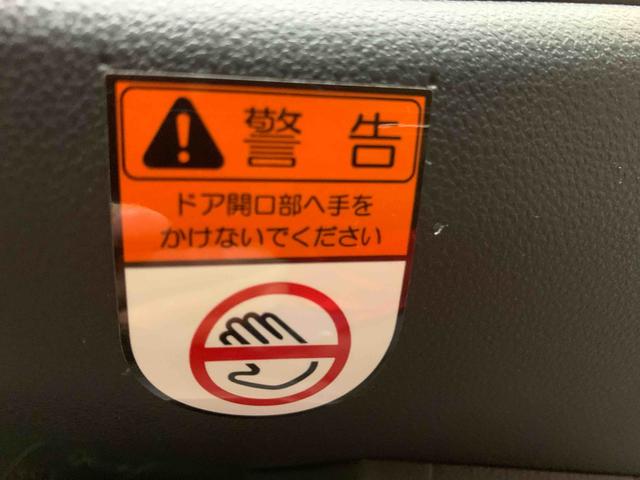 警告
ドア開口部へ手を
かけないでください